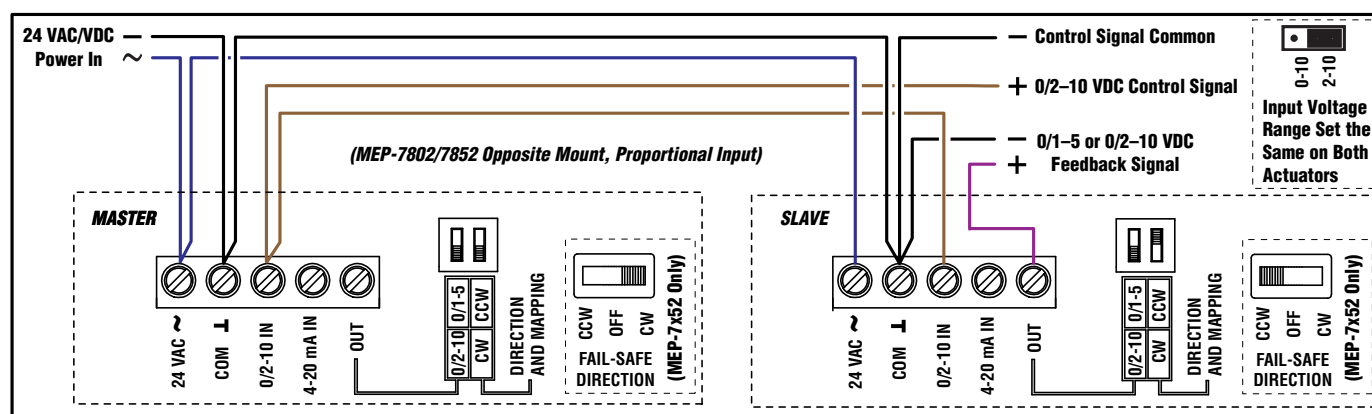 24 VAC/VDC –
Power In ~
– Control Signal Common
+ 0/2–10 VDC Control Signal
– 0/1–5 or 0/2–10 VDC
+ Feedback Signal
0-10
2-10
Input Voltage
Range Set the
Same on Both
Actuators
(MEP-7802/7852 Opposite Mount, Proportional Input)
MASTER
24 VAC ~
COM ⊥
0/2-10 IN
4-20 mA IN
OUT
0/2-10 0/1-5
CW CCW
DIRECTION
AND MAPPING
CCW
OFF
CW
FAIL-SAFE
DIRECTION
(MEP-7x52 Only)
SLAVE
24 VAC ~
COM ⊥
0/2-10 IN
4-20 mA IN
OUT
0/2-10 0/1-5
CW CCW
DIRECTION
AND MAPPING
CCW
OFF
CW
FAIL-SAFE
DIRECTION
(MEP-7x52 Only)